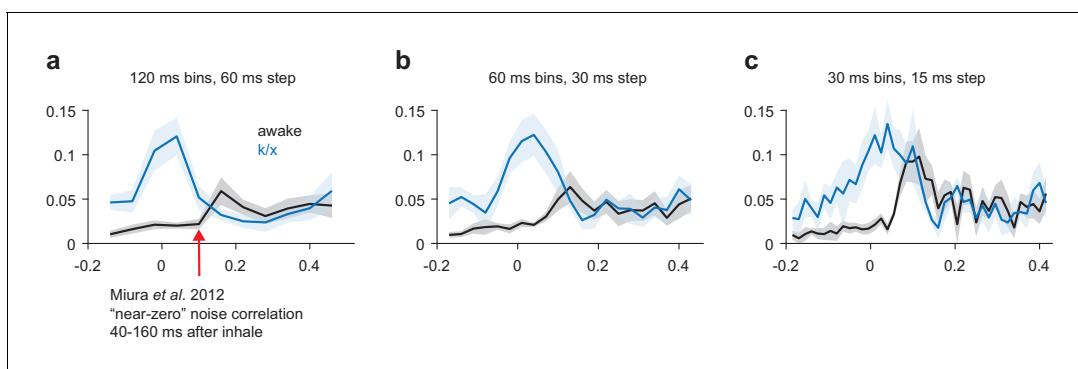 a
120 ms bins, 60 ms step
0.15
0.1
0.05
0
-0.2
0
0.2
0.4
awake
k/x
Miura et al. 2012
“near-zero” noise correlation
40-160 ms after inhale
b
60 ms bins, 30 ms step
0.15
0.1
0.05
0
-0.2
0
0.2
0.4
c
30 ms bins, 15 ms step
0.15
0.1
0.05
0
-0.2
0
0.2
0.4